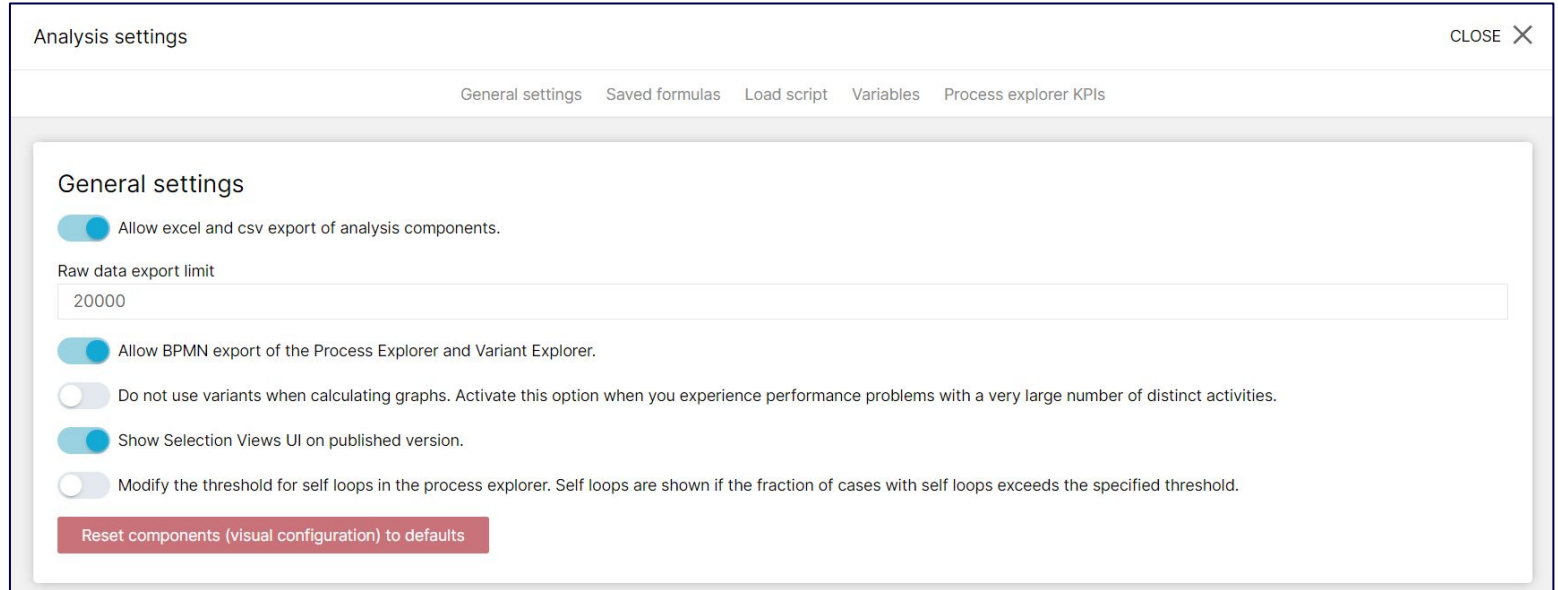 Analysis settings
CLOSE
General settings Saved formulas Load script Variables Process explorer KPIs
General settings
Allow excel and csv export of analysis components.
Raw data export limit
20000
Allow BPMN export of the Process Explorer and Variant Explorer.
Do not use variants when calculating graphs. Activate this option when you experience performance problems with a very large number of distinct activities.
Show Selection Views UI on published version.
Modify the threshold for self loops in the process explorer. Self loops are shown if the fraction of cases with self loops exceeds the specified threshold.
Reset components (visual configuration) to defaults